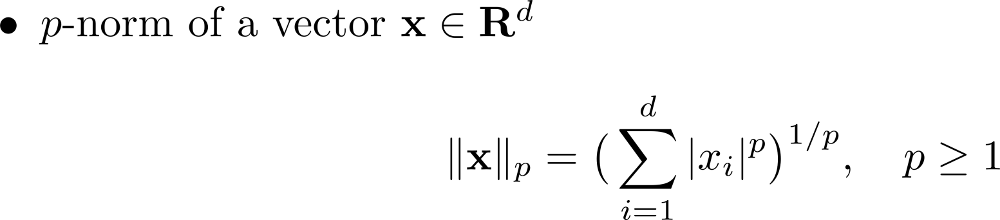 • p-norm of a vector x ∈ R^d
‖x‖_p = (∑_{i=1}^{d} |x_i|^p)^{1/p}, p ≥ 1